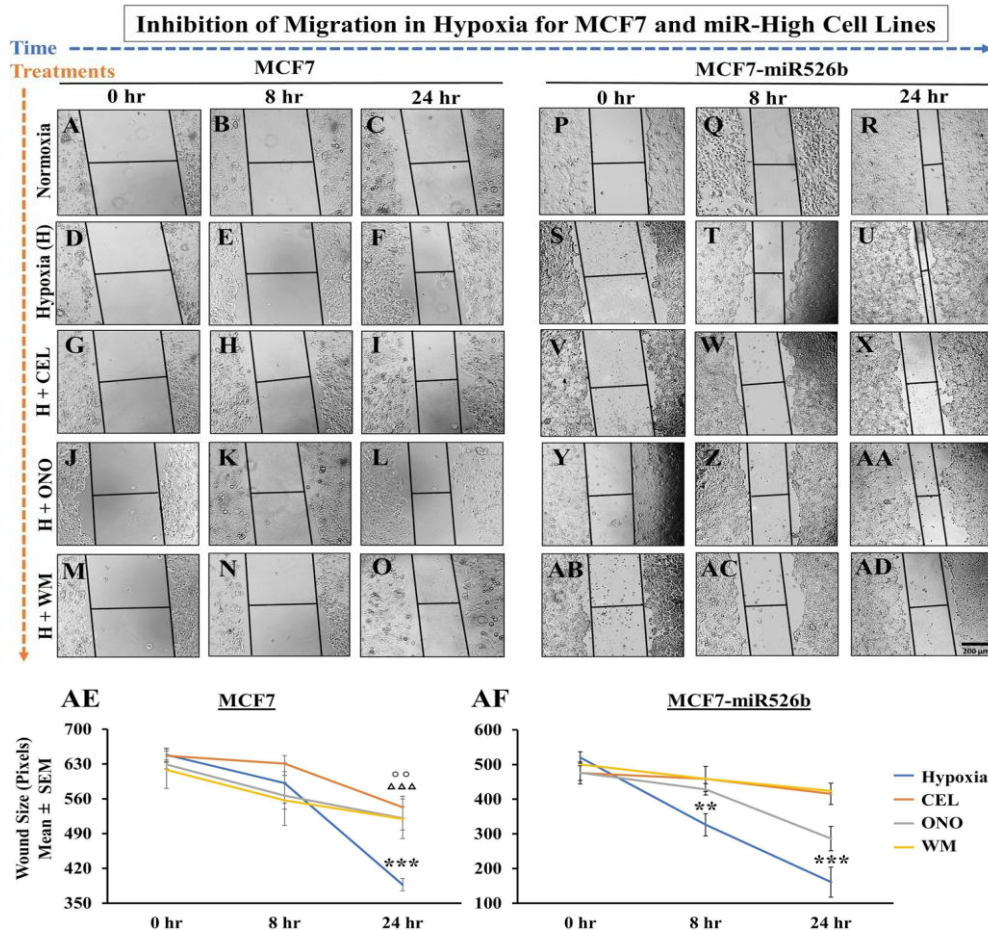 Inhibition of Migration in Hypoxia for MCF7 and miR-High Cell Lines
Time
Treatments
MCF7
MCF7-miR526b
0 hr 8 hr 24 hr 0 hr 8 hr 24 hr
Normoxia
A B C P Q R
Hypoxia (H)
D E F S T U
H + CEL
G H I V W X
H + ONO
J K L Y Z AA
H + WM
M N O AB AC AD
200 µm
AE MCF7
Wound Size (Pixels)
Mean ± SEM
700
630
560
490
420
350
°°
ΔΔΔ
***
0 hr 8 hr 24 hr
AF MCF7-miR526b
600
500
400
300
200
100
**
***
0 hr 8 hr 24 hr
Hypoxia
CEL
ONO
WM